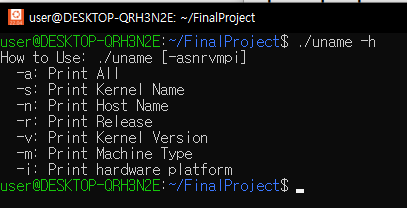 user@DESKTOP-QRH3N2E: ~/FinalProject
user@DESKTOP-QRH3N2E:~/FinalProject$ ./uname -h
How to Use: ./uname [-asnrvmpi]
-a: Print All
-s: Print Kernel Name
-n: Print Host Name
-r: Print Release
-v: Print Kernel Version
-m: Print Machine Type
-i: Print hardware platform
user@DESKTOP-QRH3N2E:~/FinalProject$